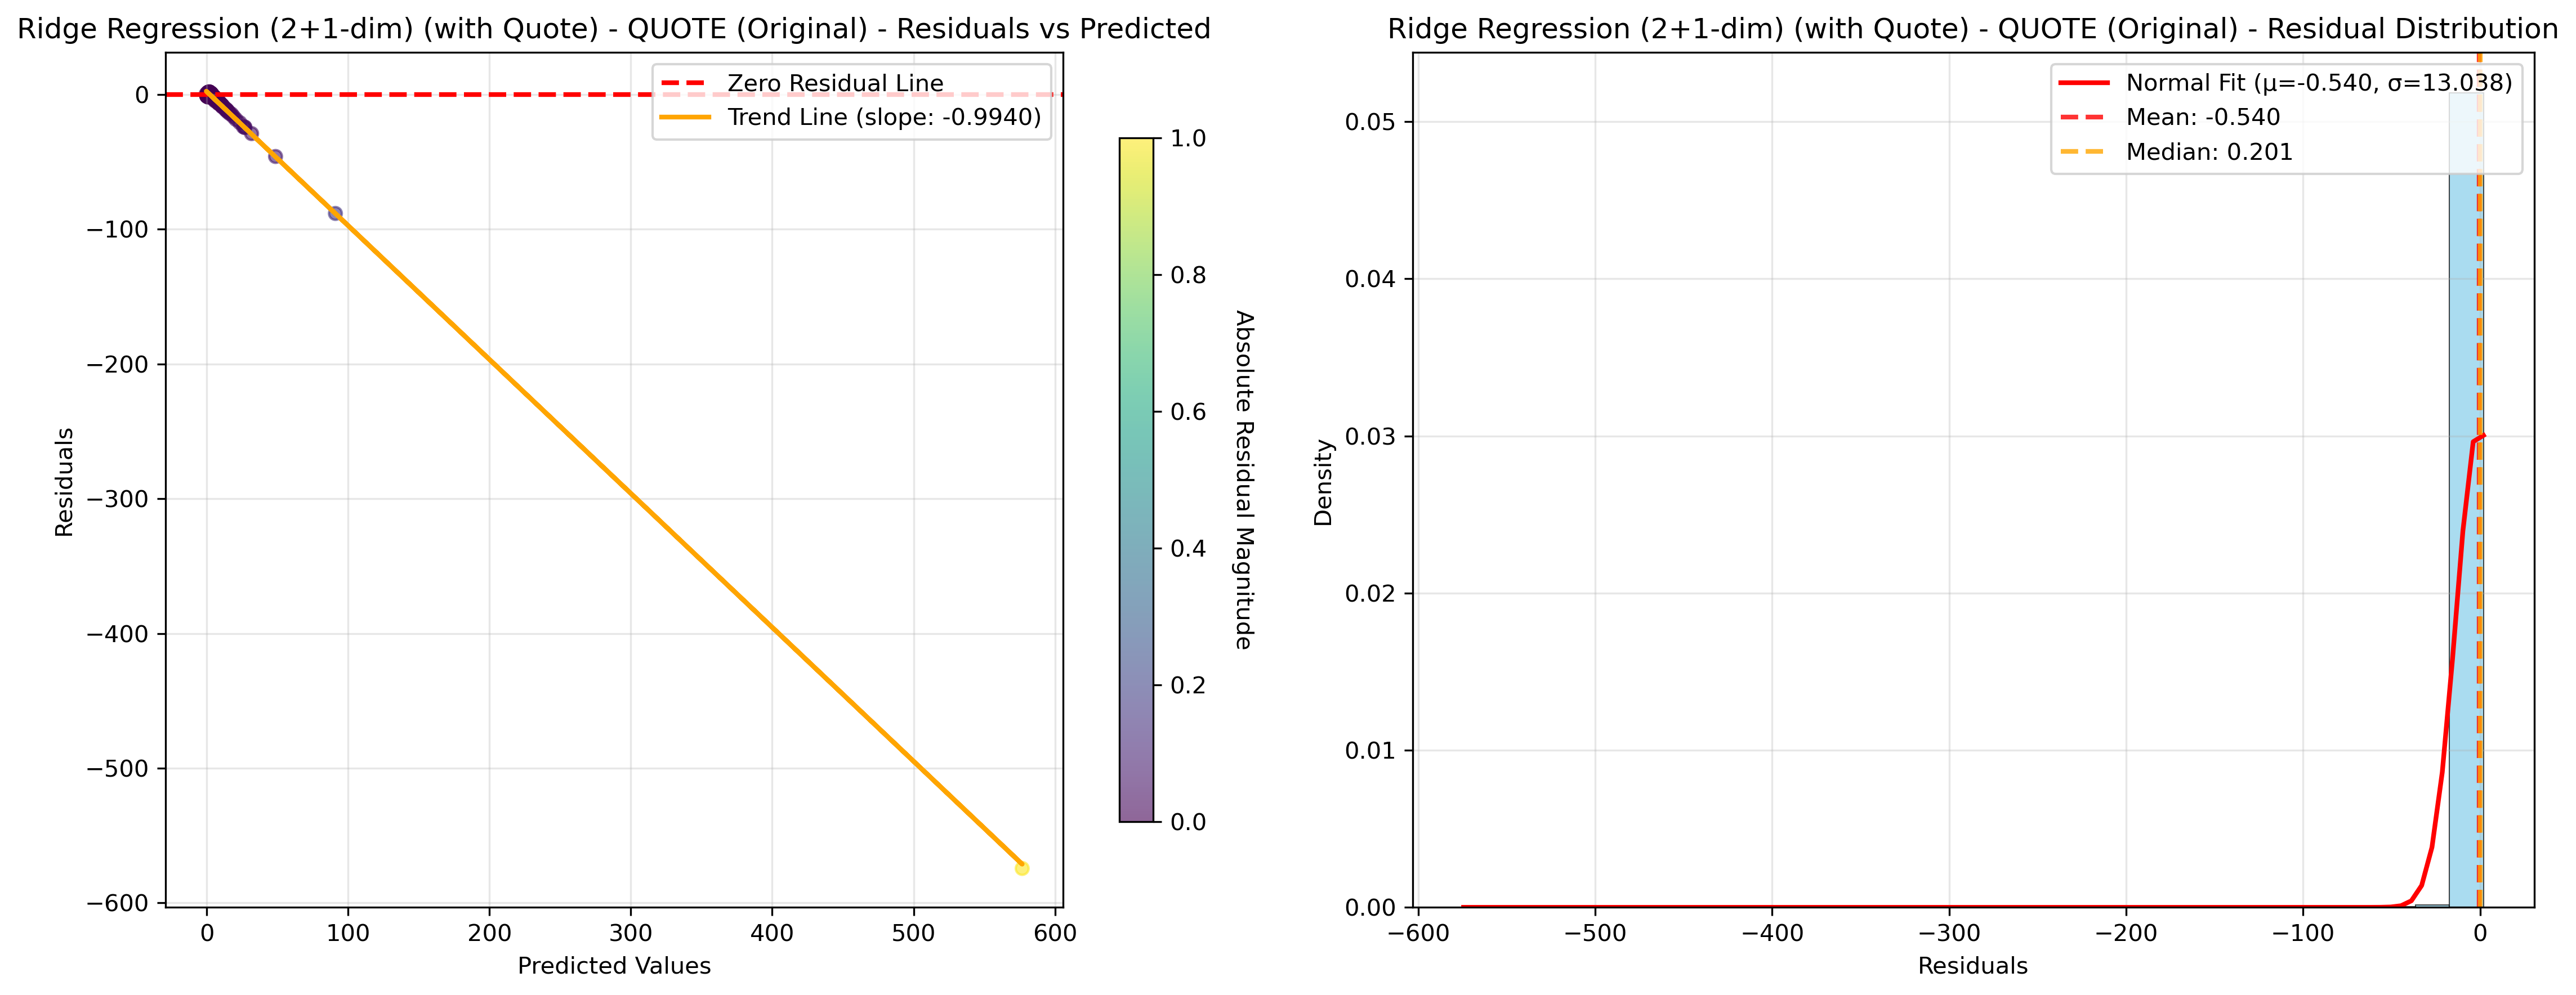 Ridge Regression (2+1-dim) (with Quote) - QUOTE (Original) - Residuals vs Predicted
Zero Residual Line
Trend Line (slope: -0.9940)
0
−100
−200
−300
−400
−500
−600
Residuals
0
100
200
300
400
500
600
Predicted Values
1.0
0.8
0.6
0.4
0.2
0.0
Absolute Residual Magnitude
Ridge Regression (2+1-dim) (with Quote) - QUOTE (Original) - Residual Distribution
Normal Fit (μ=-0.540, σ=13.038)
Mean: -0.540
Median: 0.201
0.05
0.04
0.03
0.02
0.01
0.00
Density
−600
−500
−400
−300
−200
−100
0
Residuals